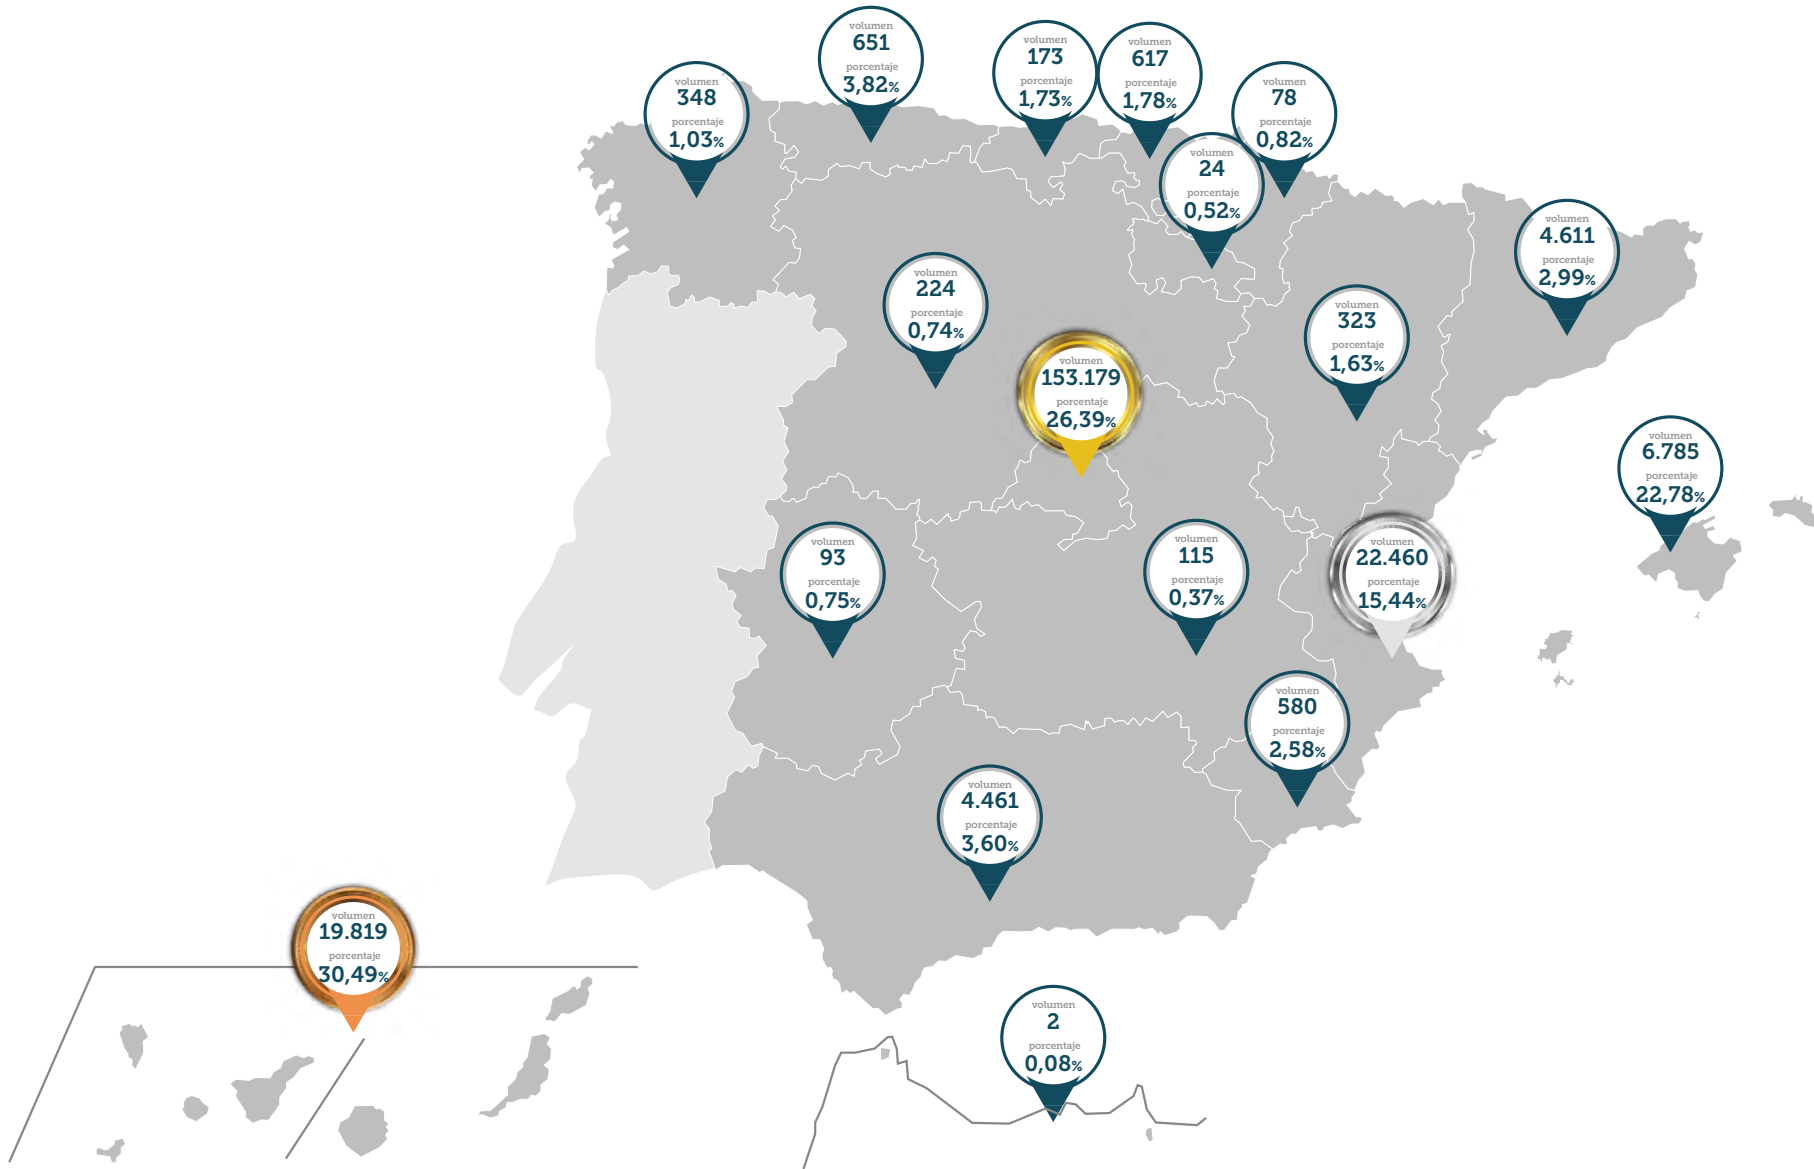 volumen
651
porcentaje
3,82%
volumen
173
porcentaje
1,73%
volumen
617
porcentaje
1,78%
volumen
348
porcentaje
1,03%
volumen
78
porcentaje
0,82%
volumen
24
porcentaje
0,52%
volumen
4.611
porcentaje
2,99%
volumen
224
porcentaje
0,74%
volumen
323
porcentaje
1,63%
volumen
153.179
porcentaje
26,39%
volumen
6.785
porcentaje
22,78%
volumen
93
porcentaje
0,75%
volumen
115
porcentaje
0,37%
volumen
22.460
porcentaje
15,44%
volumen
580
porcentaje
2,58%
volumen
4.461
porcentaje
3,60%
volumen
19.819
porcentaje
30,49%
volumen
2
porcentaje
0,08%